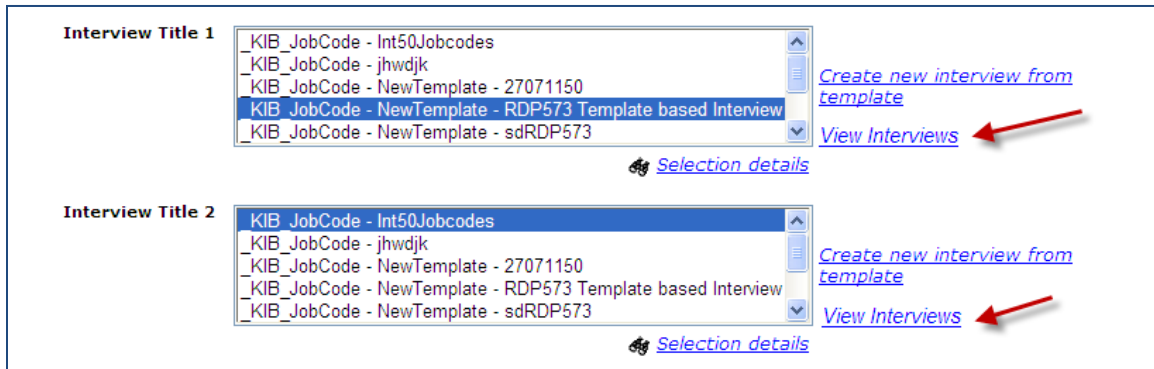 Interview Title 1
_KIB_JobCode - Int50Jobcodes
_KIB_JobCode - jhwdjk
_KIB_JobCode - NewTemplate - 27071150
_KIB_JobCode - NewTemplate - RDP573 Template based Interview
_KIB_JobCode - NewTemplate - sdRDP573
Create new interview from
template
View Interviews
Selection details
Interview Title 2
_KIB_JobCode - Int50Jobcodes
_KIB_JobCode - jhwdjk
_KIB_JobCode - NewTemplate - 27071150
_KIB_JobCode - NewTemplate - RDP573 Template based Interview
_KIB_JobCode - NewTemplate - sdRDP573
Create new interview from
template
View Interviews
Selection details